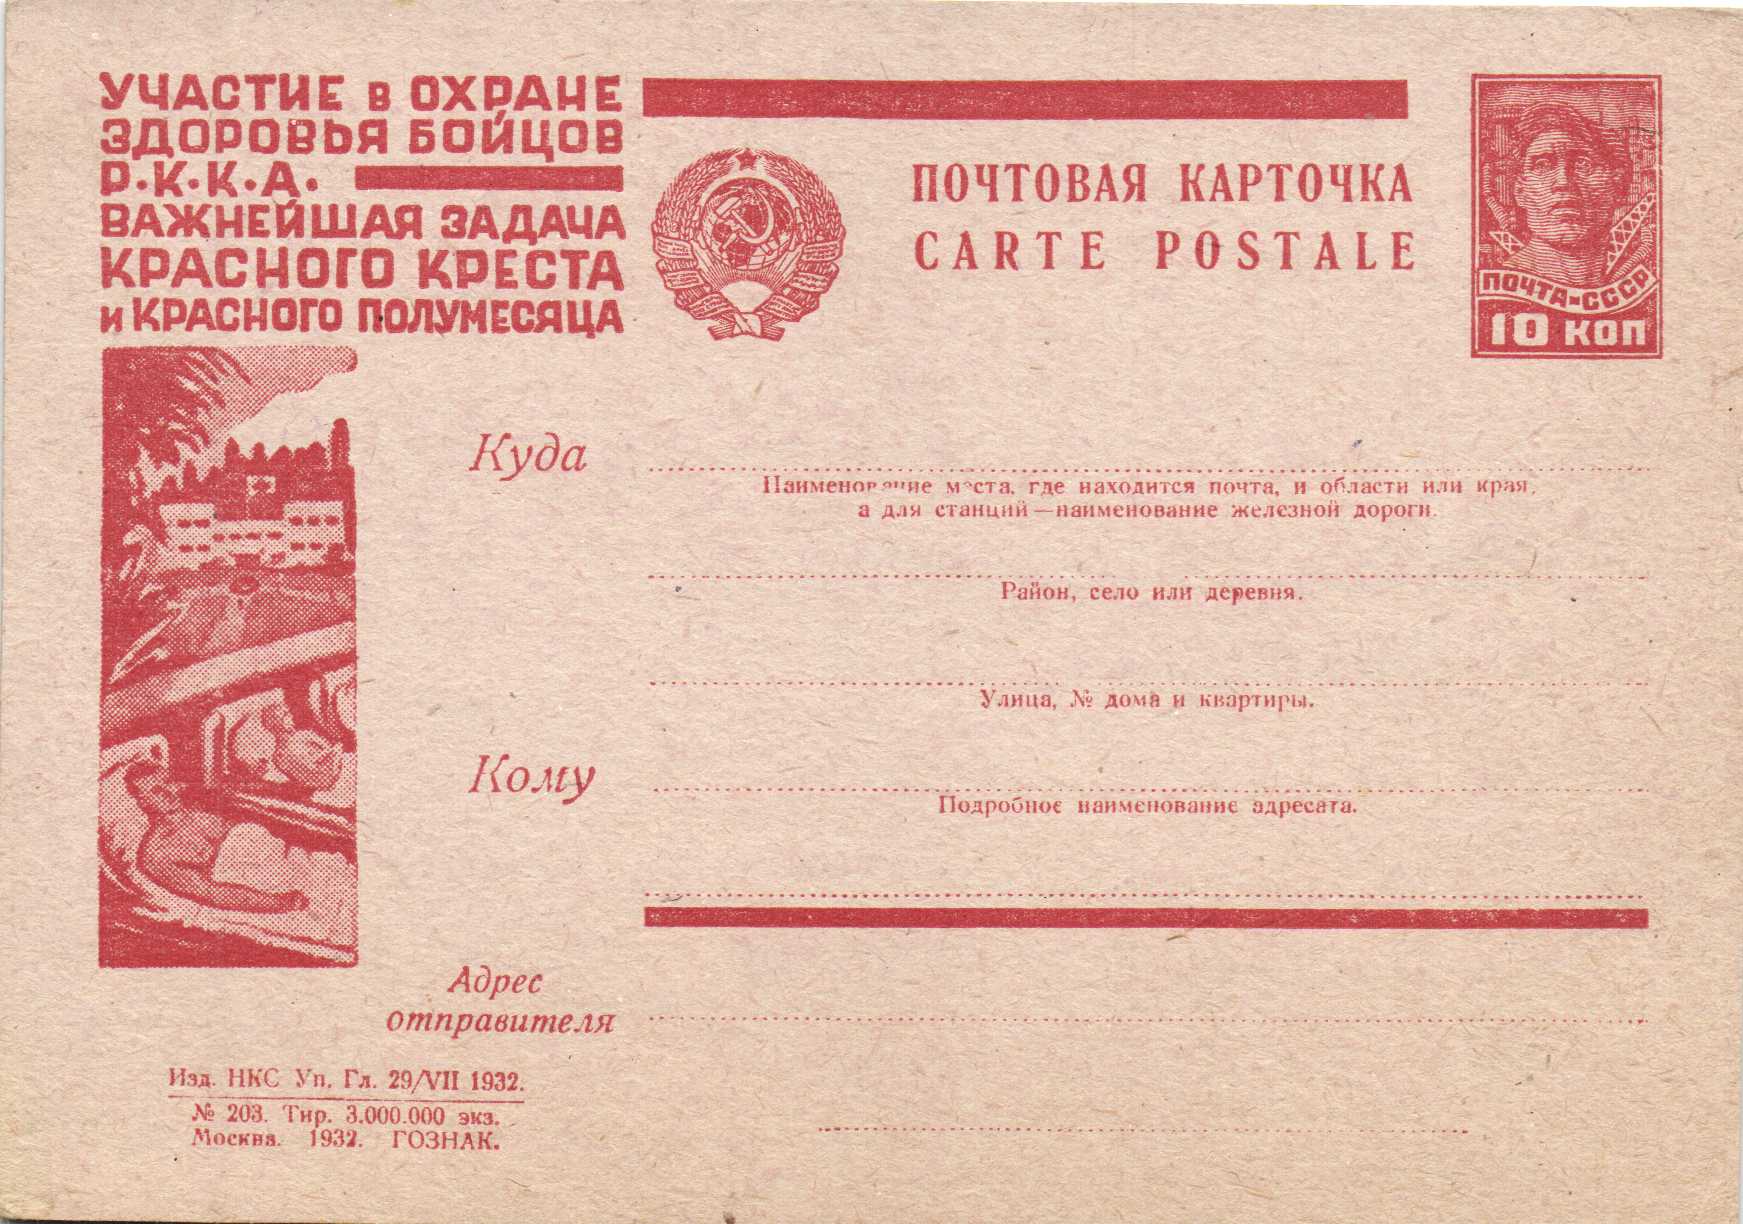 УЧАСТИЕ в ОХРАНЕ
ЗДОРОВЬЯ БОЙЦОВ
Р.К.К.А.
ВАЖНЕЙШАЯ ЗАДАЧА
КРАСНОГО КРЕСТА
и КРАСНОГО ПОЛУМЕСЯЦА
ПОЧТОВАЯ КАРТОЧКА
CARTE POSTALE
ПОЧТА-СССР
10 КОП
Куда
Наименование места, где находится почта, и области или края,
а для станций—наименование железной дороги.
Район, село или деревня.
Улица, № дома и квартиры.
Кому
Подробное наименование адресата.
Адрес
отправителя
Изд. НКС Уп. Гл. 29/VII 1932.
№ 203. Тир. 3.000.000 экз.
Москва. 1932. ГОЗНАК.